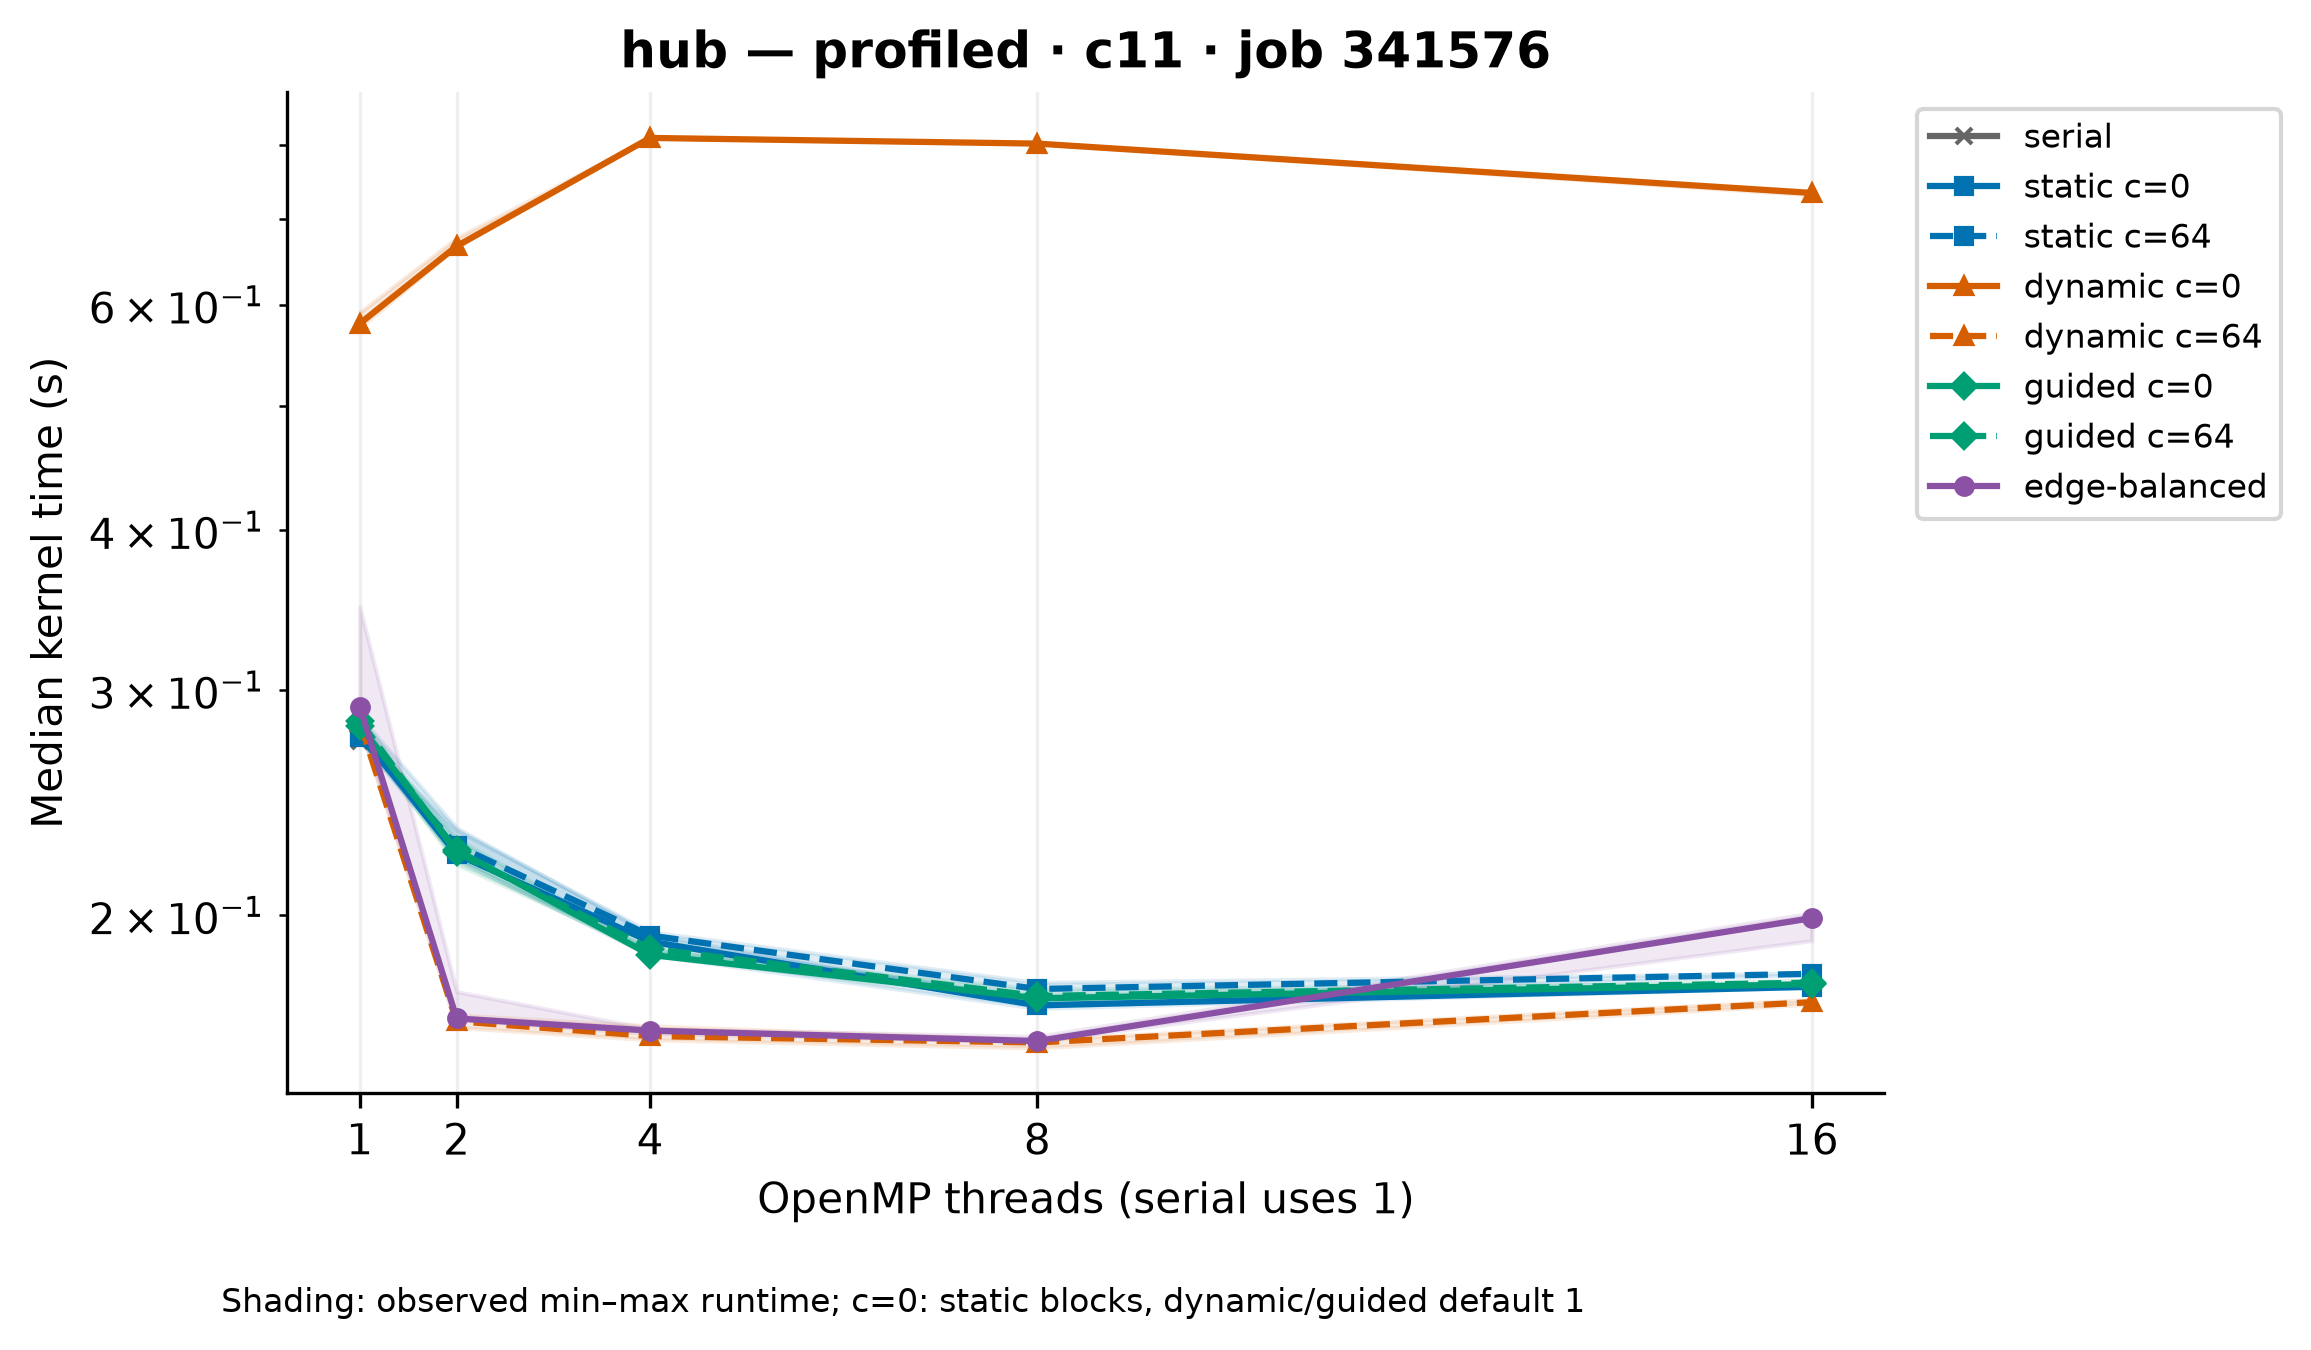 hub — profiled · c11 · job 341576
Median kernel time (s)
6 × 10⁻¹
4 × 10⁻¹
3 × 10⁻¹
2 × 10⁻¹
1 2 4 8 16
OpenMP threads (serial uses 1)
serial
static c=0
static c=64
dynamic c=0
dynamic c=64
guided c=0
guided c=64
edge-balanced
Shading: observed min–max runtime; c=0: static blocks, dynamic/guided default 1